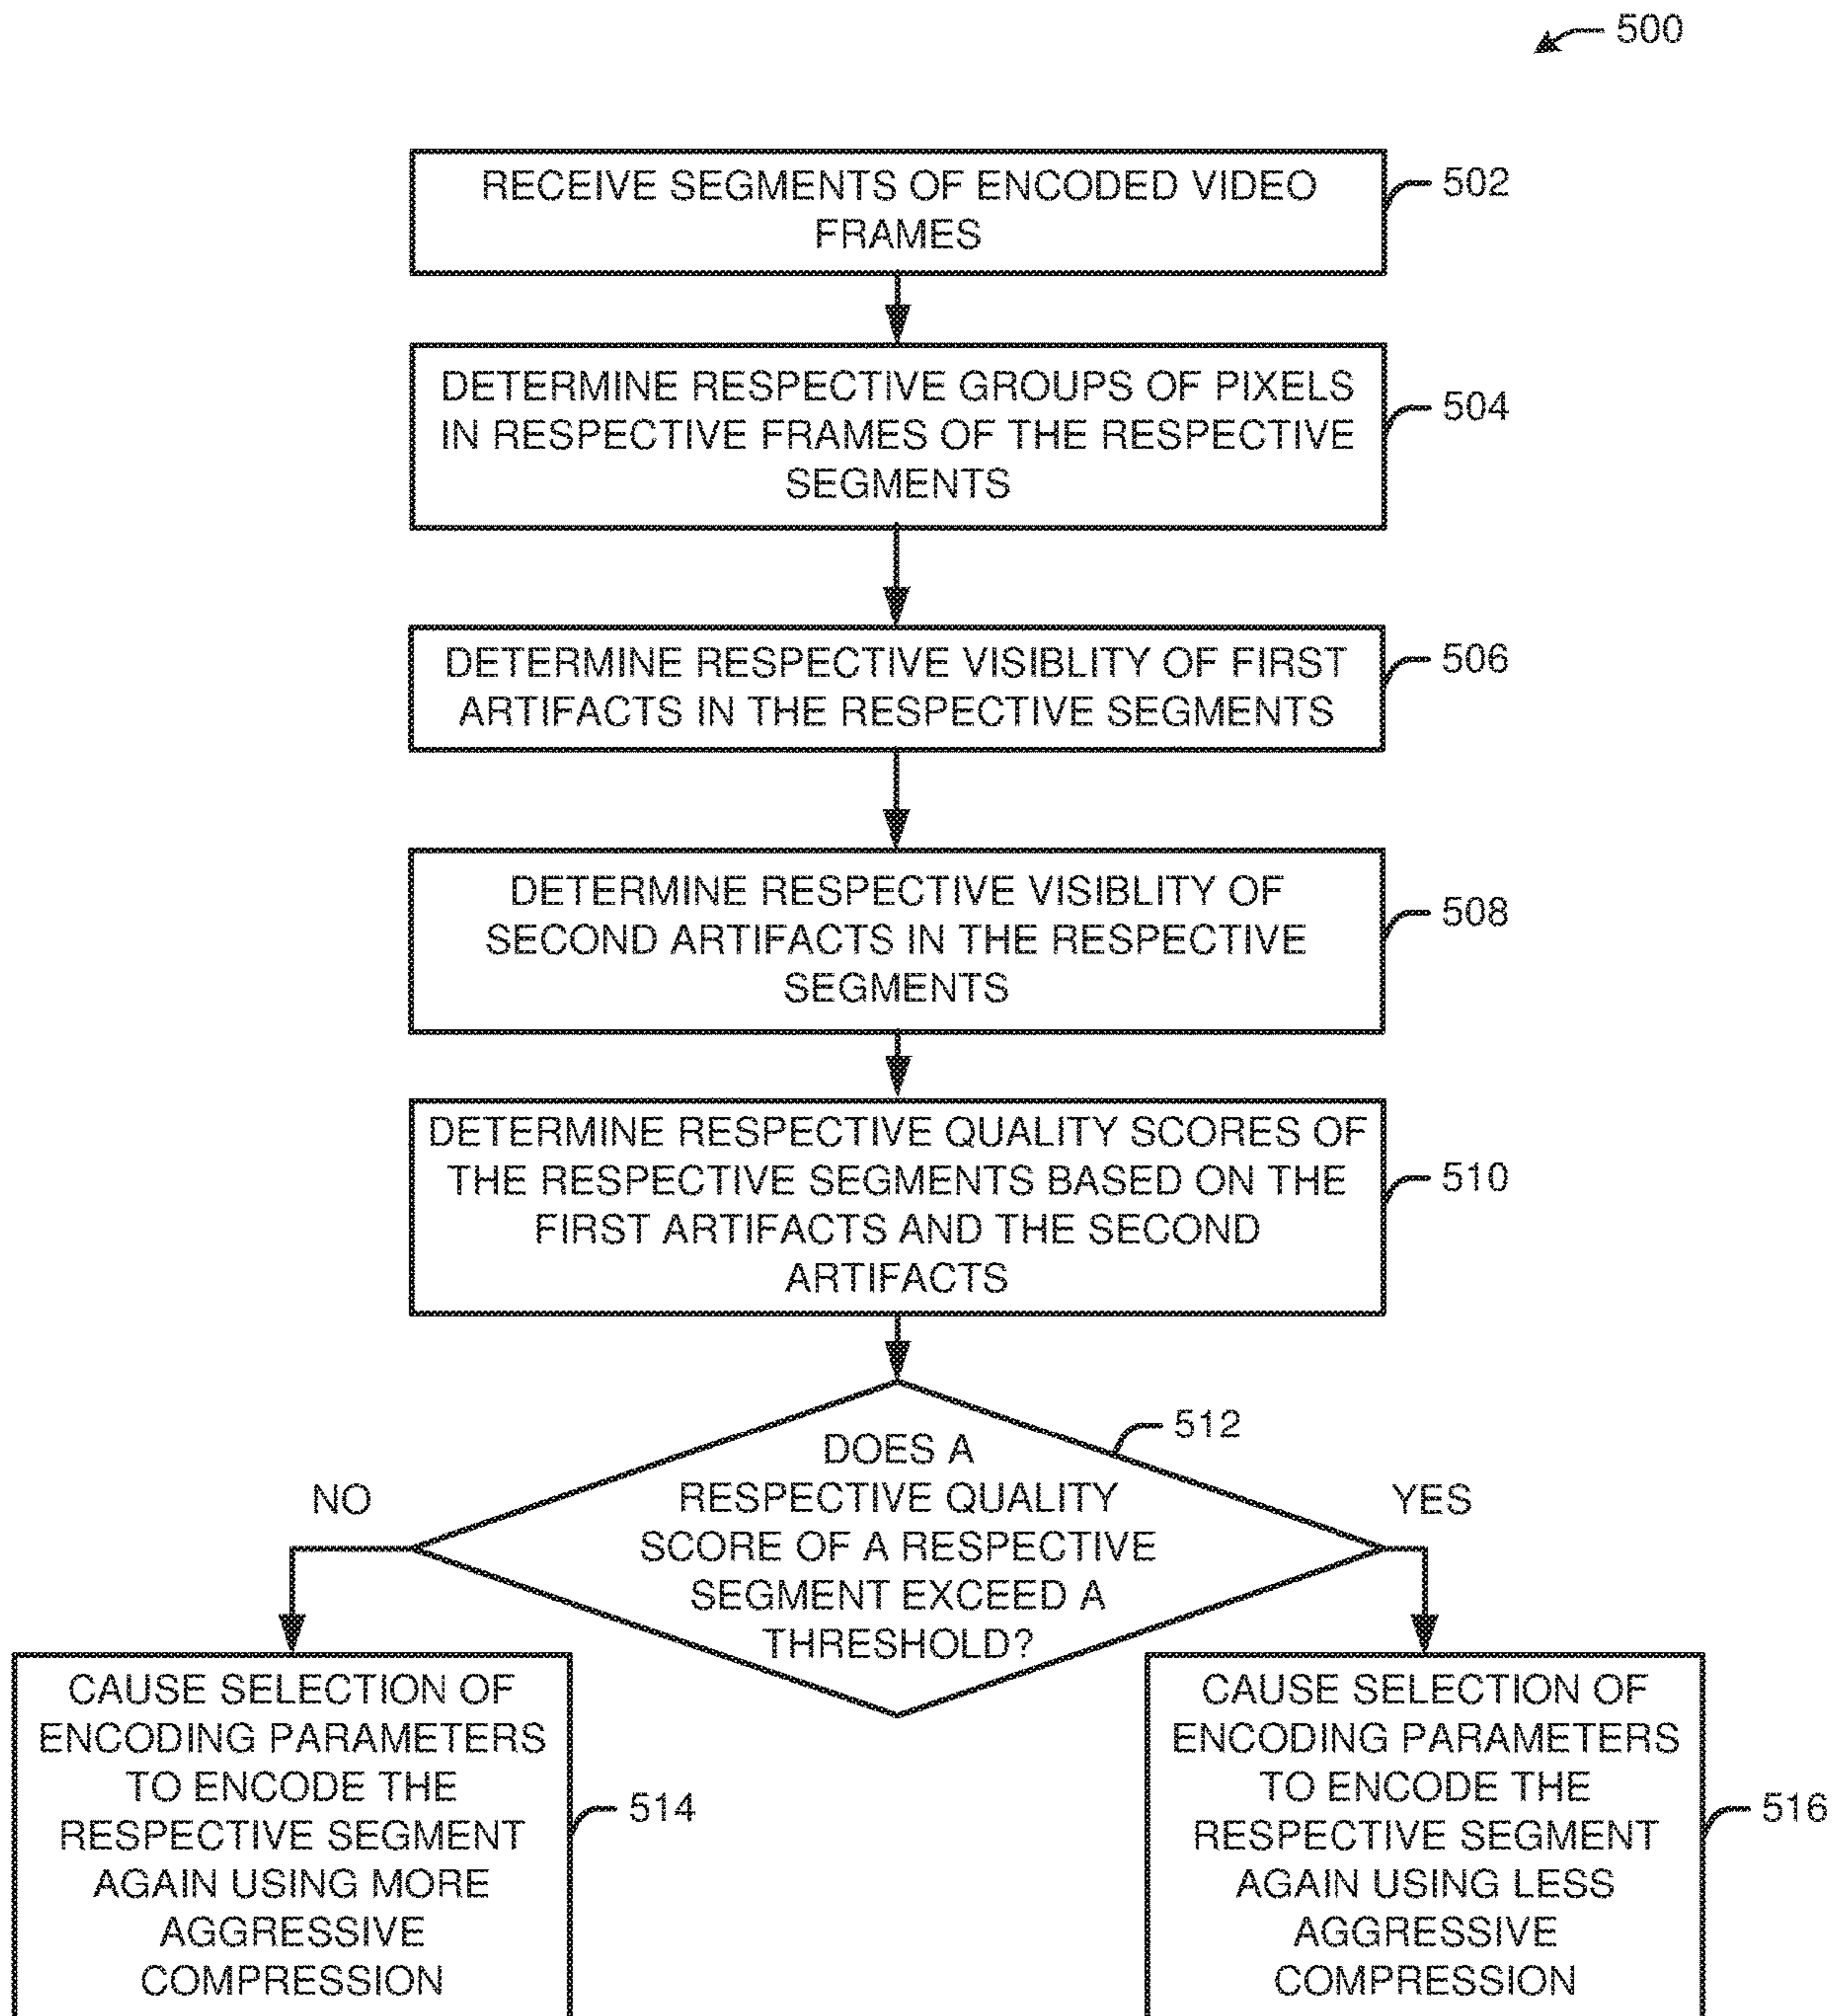 500
RECEIVE SEGMENTS OF ENCODED VIDEO
FRAMES
502
DETERMINE RESPECTIVE GROUPS OF PIXELS
IN RESPECTIVE FRAMES OF THE RESPECTIVE
SEGMENTS
504
DETERMINE RESPECTIVE VISIBLITY OF FIRST
ARTIFACTS IN THE RESPECTIVE SEGMENTS
506
DETERMINE RESPECTIVE VISIBLITY OF
SECOND ARTIFACTS IN THE RESPECTIVE
SEGMENTS
508
DETERMINE RESPECTIVE QUALITY SCORES OF
THE RESPECTIVE SEGMENTS BASED ON THE
FIRST ARTIFACTS AND THE SECOND
ARTIFACTS
510
DOES A
RESPECTIVE QUALITY
SCORE OF A RESPECTIVE
SEGMENT EXCEED A
THRESHOLD?
512
NO
YES
CAUSE SELECTION OF
ENCODING PARAMETERS
TO ENCODE THE
RESPECTIVE SEGMENT
AGAIN USING MORE
AGGRESSIVE
COMPRESSION
514
CAUSE SELECTION OF
ENCODING PARAMETERS
TO ENCODE THE
RESPECTIVE SEGMENT
AGAIN USING LESS
AGGRESSIVE
COMPRESSION
516